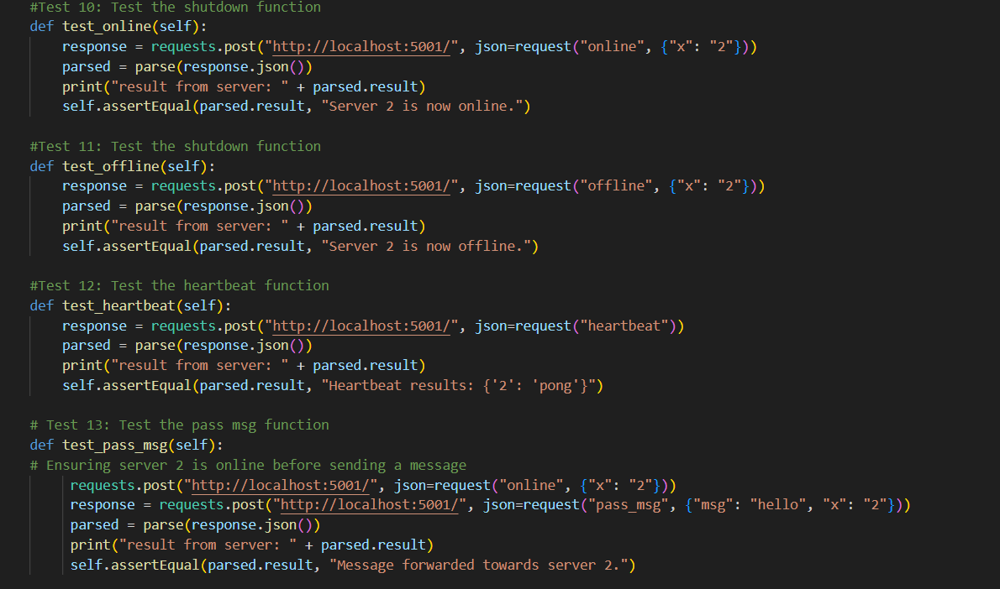 #Test 10: Test the shutdown function
def test_online(self):
    response = requests.post("http://localhost:5001/", json=request("online", {"x": "2"}))
    parsed = parse(response.json())
    print("result from server: " + parsed.result)
    self.assertEqual(parsed.result, "Server 2 is now online.")

#Test 11: Test the shutdown function
def test_offline(self):
    response = requests.post("http://localhost:5001/", json=request("offline", {"x": "2"}))
    parsed = parse(response.json())
    print("result from server: " + parsed.result)
    self.assertEqual(parsed.result, "Server 2 is now offline.")

#Test 12: Test the heartbeat function
def test_heartbeat(self):
    response = requests.post("http://localhost:5001/", json=request("heartbeat"))
    parsed = parse(response.json())
    print("result from server: " + parsed.result)
    self.assertEqual(parsed.result, "Heartbeat results: {'2': 'pong'}")

# Test 13: Test the pass msg function
def test_pass_msg(self):
# Ensuring server 2 is online before sending a message
     requests.post("http://localhost:5001/", json=request("online", {"x": "2"}))
     response = requests.post("http://localhost:5001/", json=request("pass_msg", {"msg": "hello", "x": "2"}))
     parsed = parse(response.json())
     print("result from server: " + parsed.result)
     self.assertEqual(parsed.result, "Message forwarded towards server 2.")